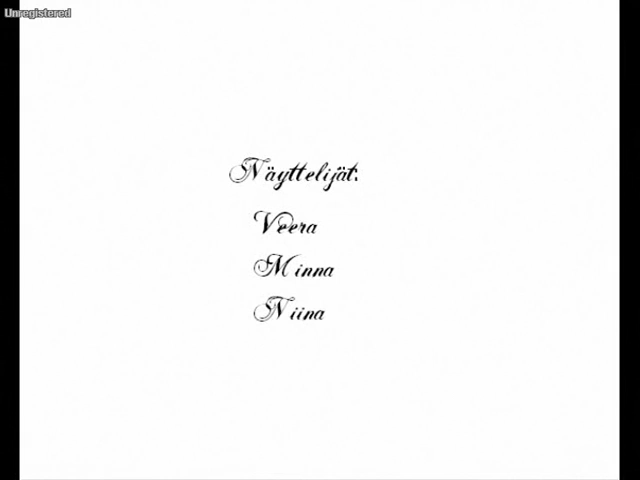 Unregistered
Näyttelijät:
Veera
Minna
Niina